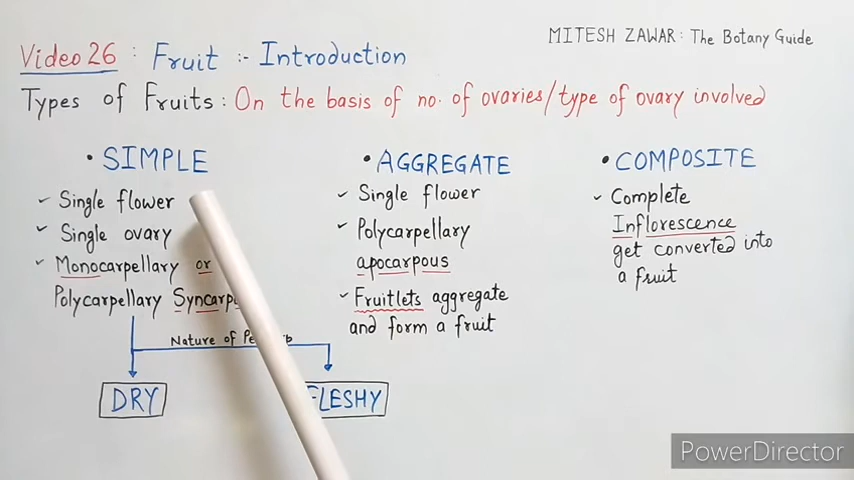 MITESH ZAWAR: The Botany Guide
Video 26 : Fruit :- Introduction
Types of Fruits: On the basis of no. of ovaries/type of ovary involved
• SIMPLE
✓ Single flower
✓ Single ovary
✓ Monocarpellary or
Polycarpellary
Nature of
DRY
FLESHY
• AGGREGATE
✓ Single flower
✓ Polycarpellary
apocarpous
✓ Fruitlets aggregate
and form a fruit
• COMPOSITE
✓ Complete
Inflorescence
get converted into
a fruit
PowerDirector